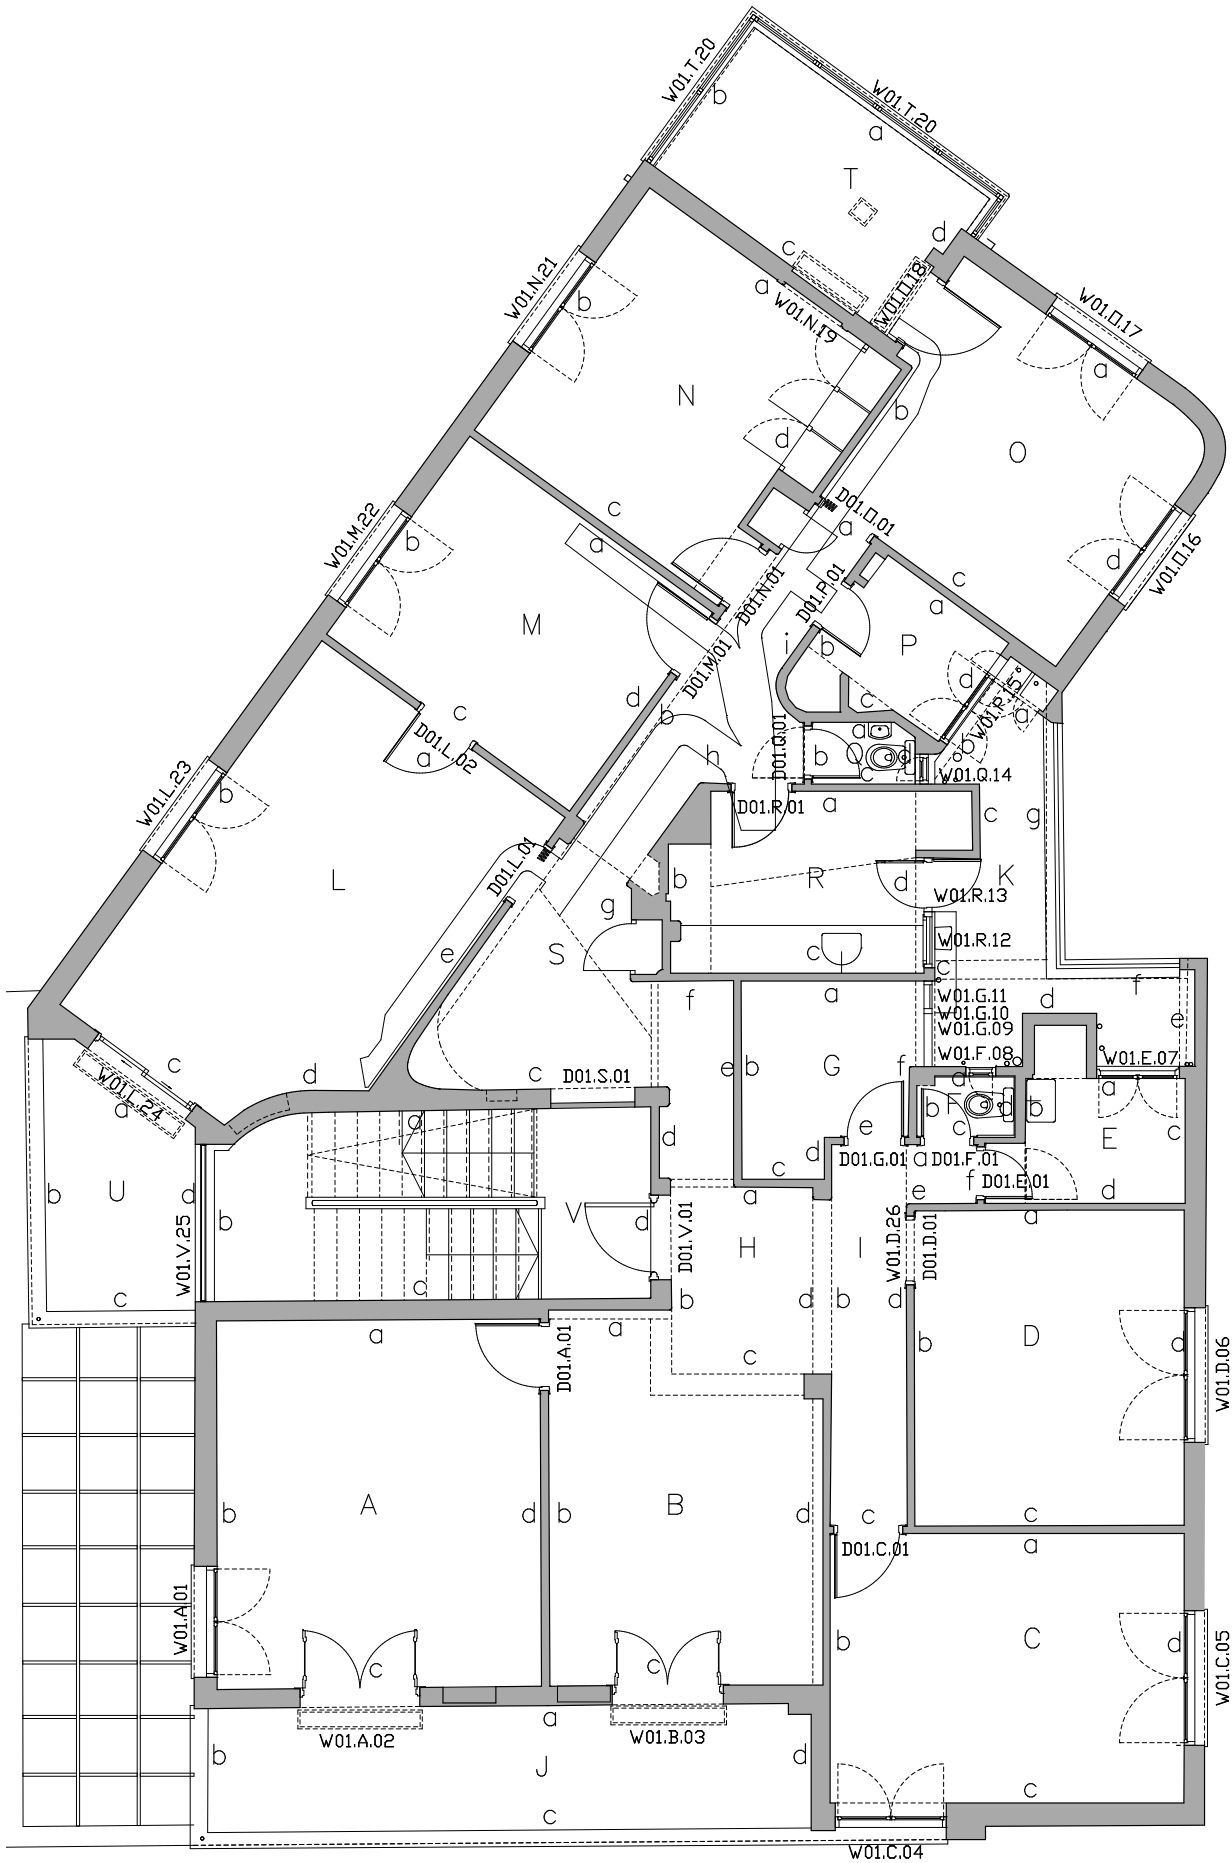 W01.T.20
W01.T.20
b
a
T
c
d
W01.N.21
b
a
W01.N.19
W01.O.18
W01.O.17
a
N
b
d
O
c
D01.O.01
a
W01.M.22
b
a
d
W01.O.16
c
D01.N.01
D01.P.01
a
M
i
b
P
D01.M.01
d
d
c
b
W01.P.15
a
c
D01.L.02
a
h
D01.Q.01
b
d
Q
b
c
W01.Q.14
W01.L.23
b
D01.R.01
a
c
g
D01.L.01
L
b
R
d
K
W01.R.13
g
e
S
c
W01.R.12
c
f
a
W01.G.11
W01.G.10
W01.G.09
d
f
e
c
W01.L.24
d
c
D01.S.01
e
b
G
f
W01.F.08
W01.E.07
a
a
d
e
b
F
d
a
b
d
c
a
E
c
D01.G.01
D01.F.01
D01.E.01
b
U
d
b
d
c
a
e
f
d
W01.V.25
V
d
D01.V.01
H
I
W01.D.26
D01.D.01
a
c
c
b
d
b
d
a
a
D01.A.01
c
b
D
d
W01.D.06
b
A
d
b
B
d
c
c
D01.C.01
a
W01.A.01
c
c
b
C
d
W01.C.05
W01.A.02
a
W01.B.03
b
J
d
c
c
W01.C.04